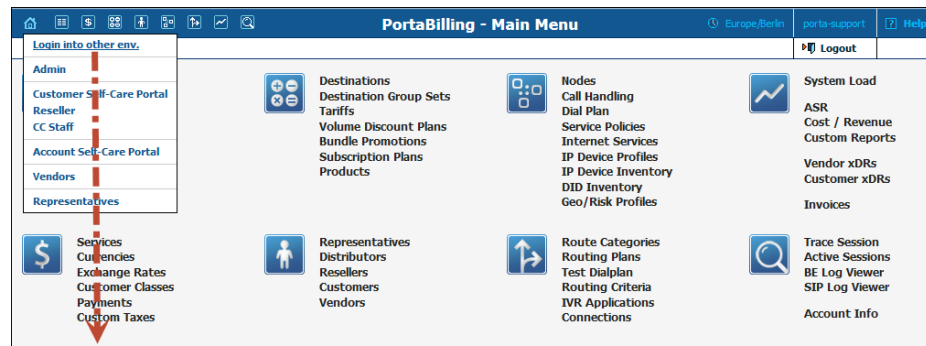 PortaBilling - Main Menu
Europe/Berlin
porta-support
? Help
Logout
Login into other env.
Admin
Customer Self-Care Portal
Reseller
CC Staff
Account Self-Care Portal
Vendors
Representatives
Destinations
Destination Group Sets
Tariffs
Volume Discount Plans
Bundle Promotions
Subscription Plans
Products
Nodes
Call Handling
Dial Plan
Service Policies
Internet Services
IP Device Profiles
IP Device Inventory
DID Inventory
Geo/Risk Profiles
System Load
ASR
Cost / Revenue
Custom Reports
Vendor xDRs
Customer xDRs
Invoices
$
Services
Currencies
Exchange Rates
Customer Classes
Payments
Custom Taxes
Representatives
Distributors
Resellers
Customers
Vendors
Route Categories
Routing Plans
Test Dialplan
Routing Criteria
IVR Applications
Connections
Trace Session
Active Sessions
BE Log Viewer
SIP Log Viewer
Account Info